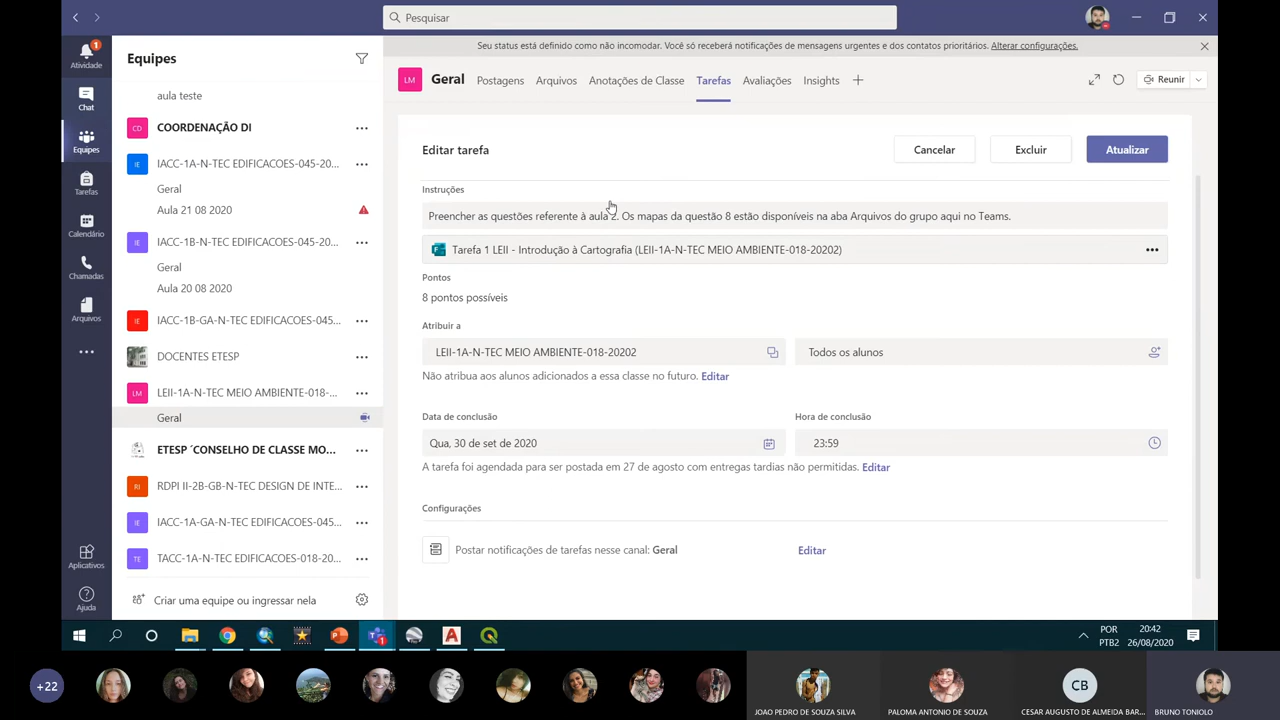 Pesquisar
Seu status está definido como não incomodar. Você só receberá notificações de mensagens urgentes e dos contatos prioritários. Alterar configurações.
Atividade
1
Chat
Equipes
Tarefas
Calendário
Chamadas
Arquivos
Aplicativos
Ajuda
Equipes
aula teste
CD COORDENAÇÃO DI
IE IACC-1A-N-TEC EDIFICACOES-045-20...
Geral
Aula 21 08 2020
IE IACC-1B-N-TEC EDIFICACOES-045-20...
Geral
Aula 20 08 2020
IE IACC-1B-GA-N-TEC EDIFICACOES-045...
DOCENTES ETESP
LM LEII-1A-N-TEC MEIO AMBIENTE-018-...
Geral
ETESP ´CONSELHO DE CLASSE MO...
RI RDPI II-2B-GB-N-TEC DESIGN DE INTE...
IE IACC-1A-GA-N-TEC EDIFICACOES-045...
TE TACC-1A-N-TEC EDIFICACOES-018-20...
Criar uma equipe ou ingressar nela
LM Geral Postagens Arquivos Anotações de Classe Tarefas Avaliações Insights Reunir
Editar tarefa Cancelar Excluir Atualizar
Instruções
Preencher as questões referente à aula 2. Os mapas da questão 8 estão disponíveis na aba Arquivos do grupo aqui no Teams.
Tarefa 1 LEII - Introdução à Cartografia (LEII-1A-N-TEC MEIO AMBIENTE-018-20202)
Pontos
8 pontos possíveis
Atribuir a
LEII-1A-N-TEC MEIO AMBIENTE-018-20202 Todos os alunos
Não atribua aos alunos adicionados a essa classe no futuro. Editar
Data de conclusão Hora de conclusão
Qua, 30 de set de 2020 23:59
A tarefa foi agendada para ser postada em 27 de agosto com entregas tardias não permitidas. Editar
Configurações
Postar notificações de tarefas nesse canal: Geral Editar
POR
PTB2
20:42
26/08/2020
+22
CB
JOAO PEDRO DE SOUZA SILVA
PALOMA ANTONIO DE SOUZA
CESAR AUGUSTO DE ALMEIDA BAR...
BRUNO TONIOLO